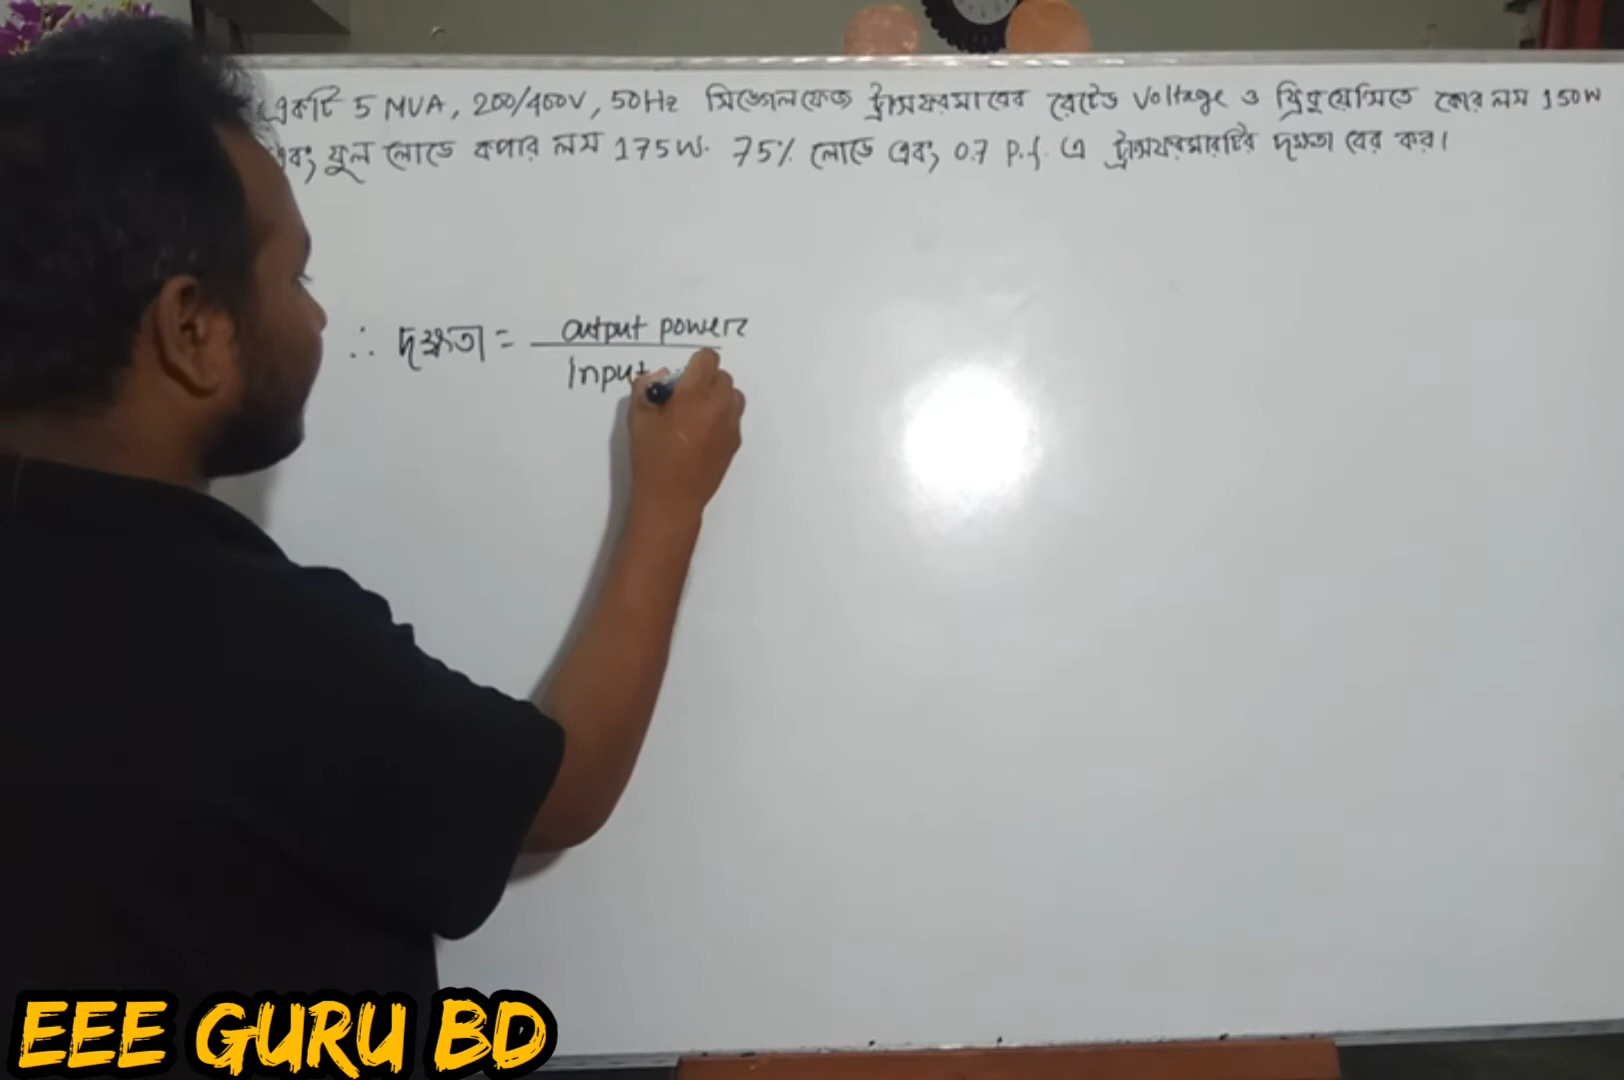 একটি 5 MVA, 200/400V, 50Hz সিঙ্গেলফেজ ট্রান্সফরমারের রেটেড Voltage ও ফ্রিকুয়েন্সিতে কোর লস 150W
এবং ফুল লোডে কপার লস 175W. 75% লোডে এবং 0.7 P.f. এ ট্রান্সফরমারটির দক্ষতা বের কর।
∴ দক্ষতা = output power
Input
EEE GURU BD